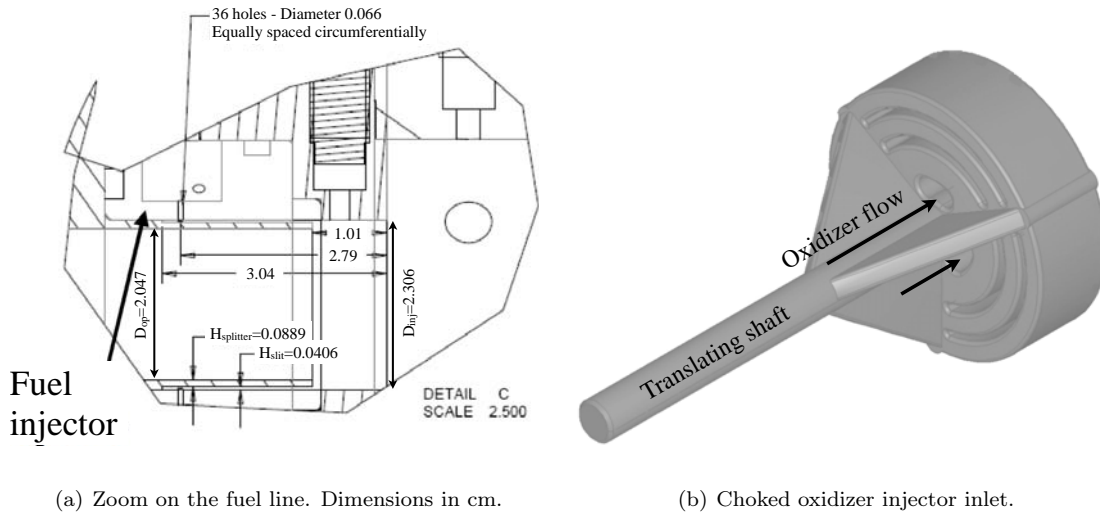 36 holes - Diameter 0.066
Equally spaced circumferentially
1.01
2.79
3.04
D_op=2.047
D_inj=2.306
H_splitter=0.0889
H_slit=0.0406
Fuel
injector
DETAIL C
SCALE 2.500
Oxidizer flow
Translating shaft
(a) Zoom on the fuel line. Dimensions in cm.
(b) Choked oxidizer injector inlet.